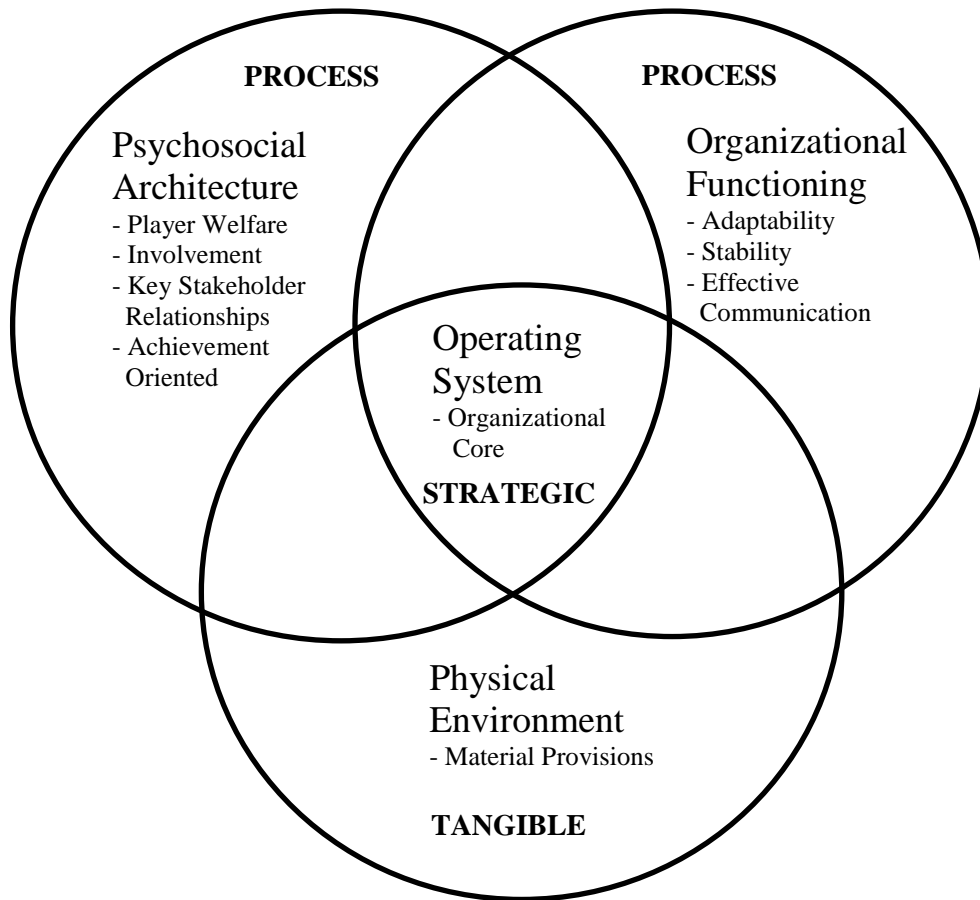 PROCESS
Psychosocial
Architecture
- Player Welfare
- Involvement
- Key Stakeholder
Relationships
- Achievement
Oriented
PROCESS
Organizational
Functioning
- Adaptability
- Stability
- Effective
Communication
Operating
System
- Organizational
Core
STRATEGIC
Physical
Environment
- Material Provisions
TANGIBLE